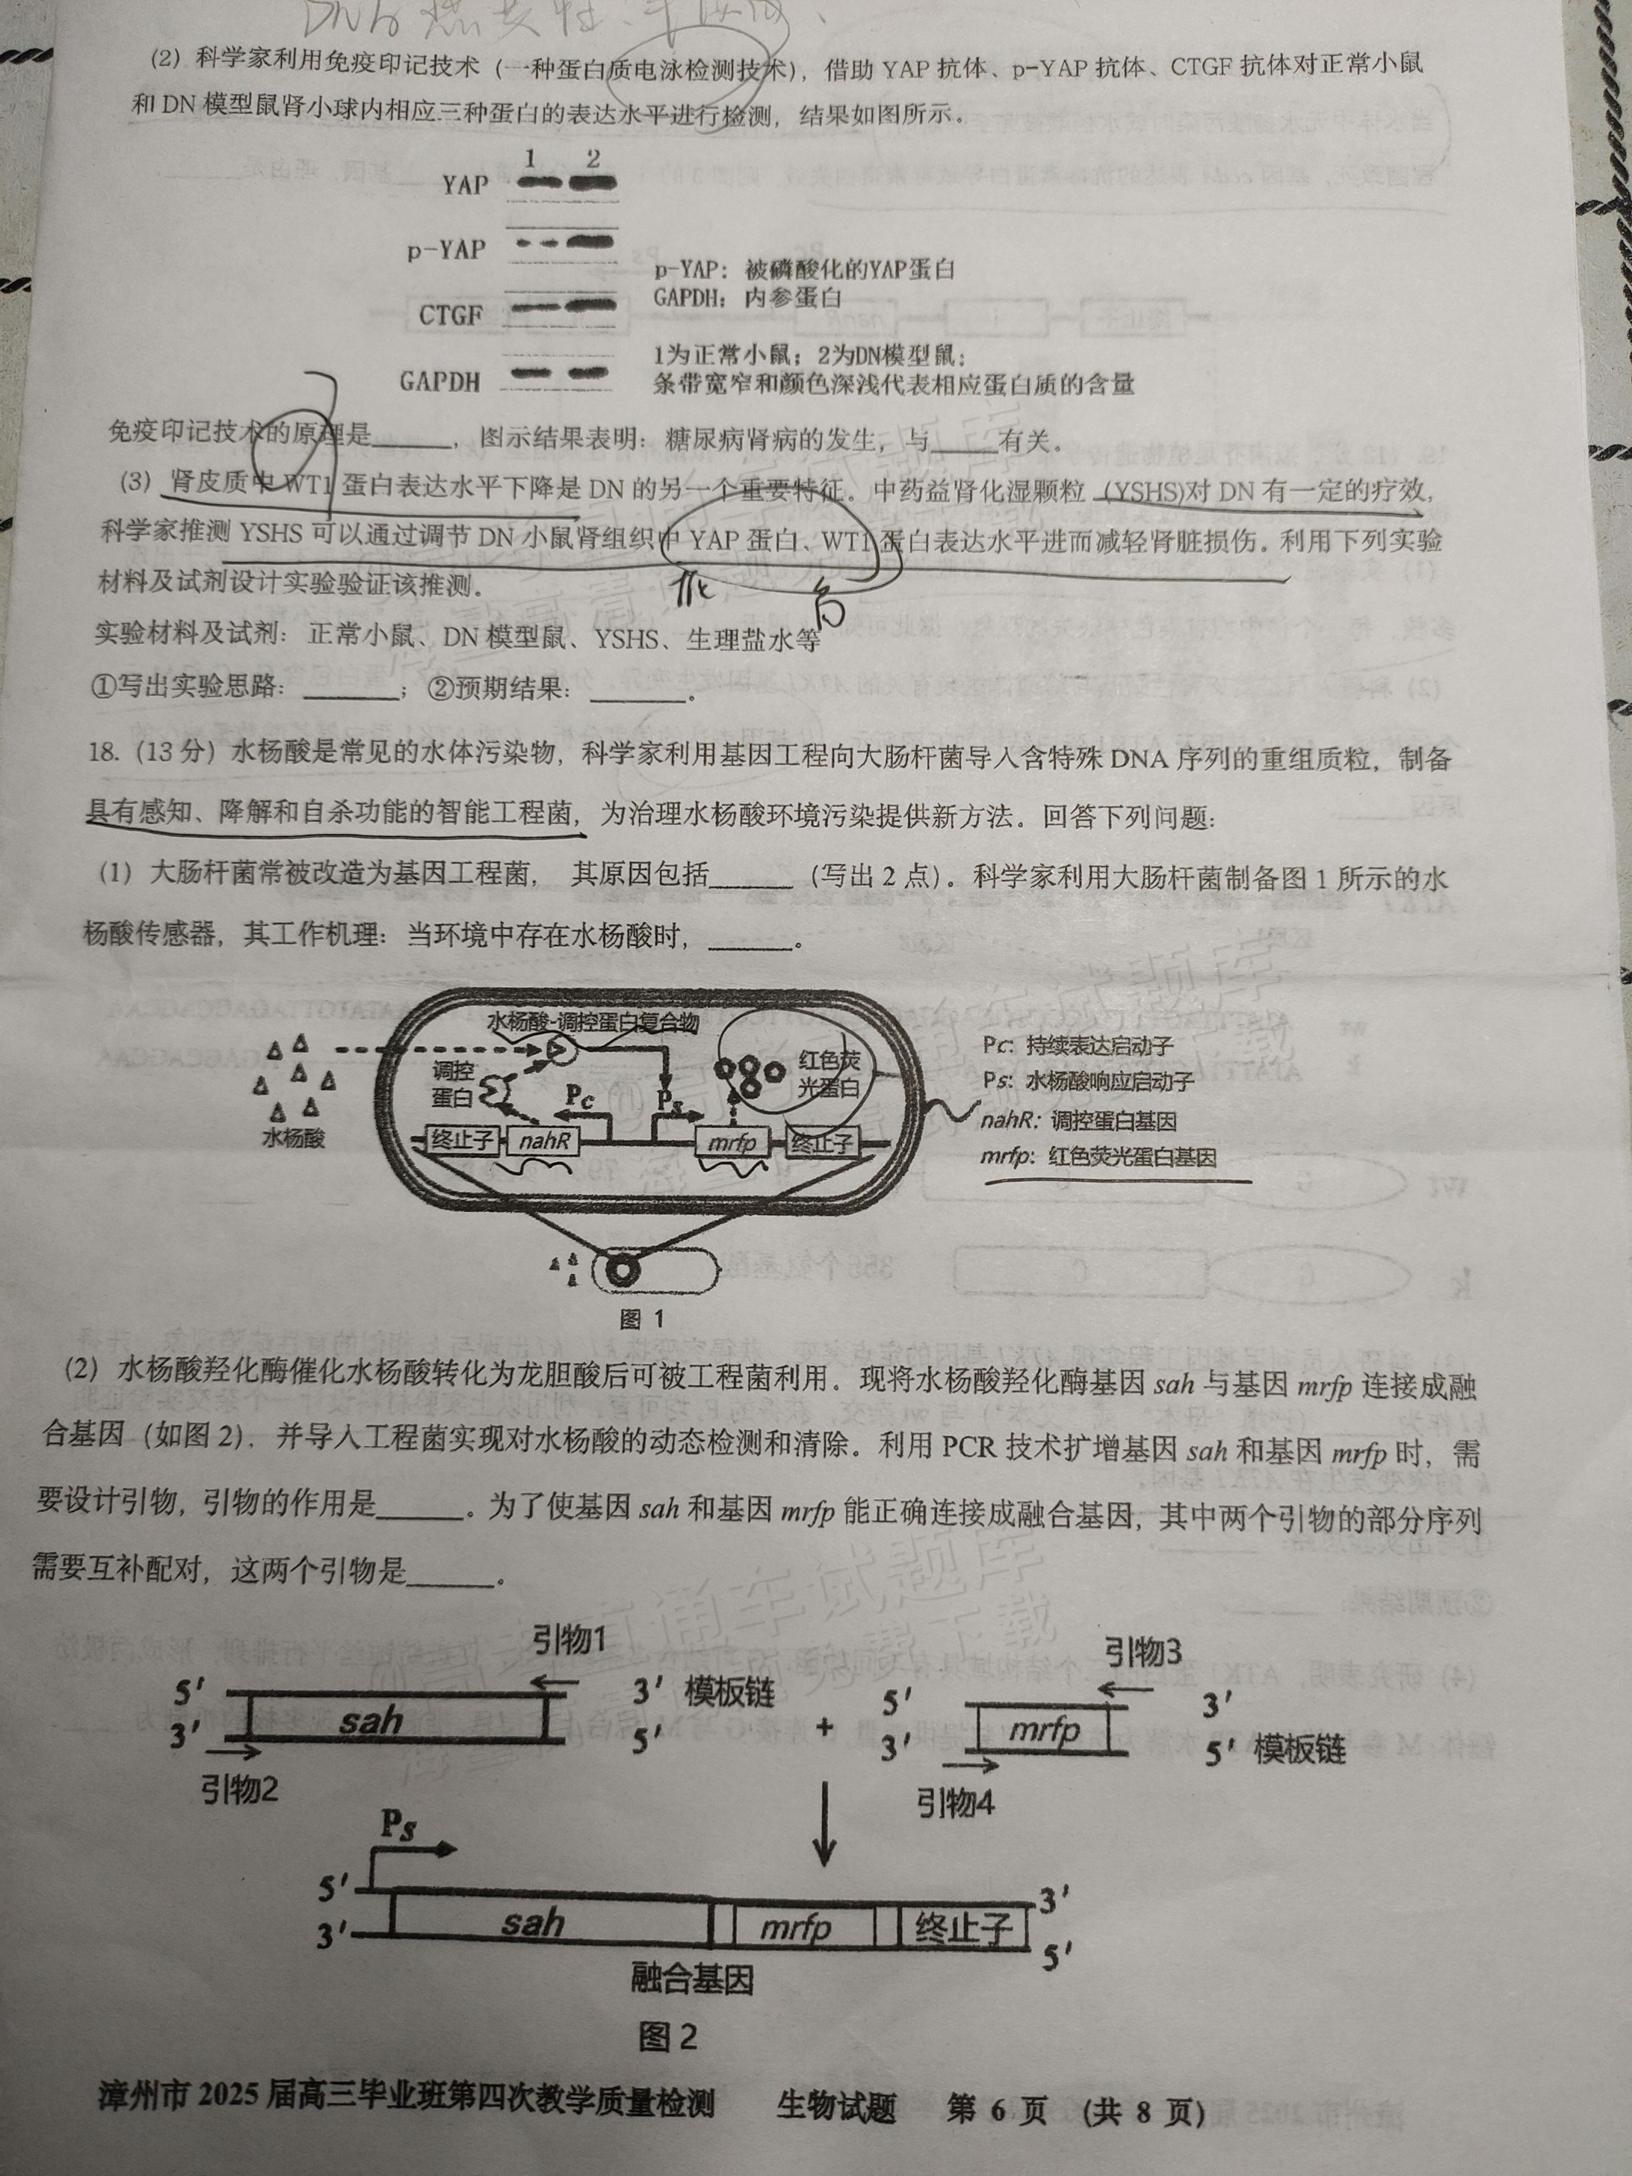 (2) 科学家利用免疫印记技术 (一种蛋白质电泳检测技术), 借助 YAP 抗体、p-YAP 抗体、CTGF 抗体对正常小鼠
和 DN 模型鼠肾小球内相应三种蛋白的表达水平进行检测, 结果如图所示。
1 2
YAP
p-YAP
p-YAP: 被磷酸化的YAP蛋白
GAPDH: 内参蛋白
CTGF
1为正常小鼠; 2为DN模型鼠;
GAPDH
条带宽窄和颜色深浅代表相应蛋白质的含量
免疫印记技术的原理是______, 图示结果表明: 糖尿病肾病的发生, 与_____有关。
(3) 肾皮质中 WT1 蛋白表达水平下降是 DN 的另一个重要特征。中药益肾化湿颗粒 (YSHS)对 DN 有一定的疗效,
科学家推测 YSHS 可以通过调节 DN 小鼠肾组织中 YAP 蛋白、WT1 蛋白表达水平进而减轻肾脏损伤。利用下列实验
材料及试剂设计实验验证该推测。
低 高
实验材料及试剂: 正常小鼠、DN 模型鼠、YSHS、生理盐水等
①写出实验思路: _______; ②预期结果: _______。
18. (13 分) 水杨酸是常见的水体污染物, 科学家利用基因工程向大肠杆菌导入含特殊 DNA 序列的重组质粒, 制备
具有感知、降解和自杀功能的智能工程菌, 为治理水杨酸环境污染提供新方法。回答下列问题:
(1) 大肠杆菌常被改造为基因工程菌, 其原因包括______ (写出 2 点)。科学家利用大肠杆菌制备图 1 所示的水
杨酸传感器, 其工作机理: 当环境中存在水杨酸时, ______。
水杨酸-调控蛋白复合物
调控
蛋白
Pc
Ps
红色荧
光蛋白
水杨酸
终止子 nahR mrfp 终止子
Pc: 持续表达启动子
Ps: 水杨酸响应启动子
nahR: 调控蛋白基因
mrfp: 红色荧光蛋白基因
图 1
(2) 水杨酸羟化酶催化水杨酸转化为龙胆酸后可被工程菌利用。现将水杨酸羟化酶基因 sah 与基因 mrfp 连接成融
合基因 (如图 2), 并导入工程菌实现对水杨酸的动态检测和清除。利用 PCR 技术扩增基因 sah 和基因 mrfp 时, 需
要设计引物, 引物的作用是______。为了使基因 sah 和基因 mrfp 能正确连接成融合基因, 其中两个引物的部分序列
需要互补配对, 这两个引物是______。
引物1 引物3
5′ 3′ 模板链 5′ 3′
sah + mrfp
3′ 5′ 3′ 5′ 模板链
引物2 引物4
Ps
5′ 3′
sah mrfp 终止子
3′ 5′
融合基因
图 2
漳州市 2025 届高三毕业班第四次教学质量检测 生物试题 第 6 页 (共 8 页)